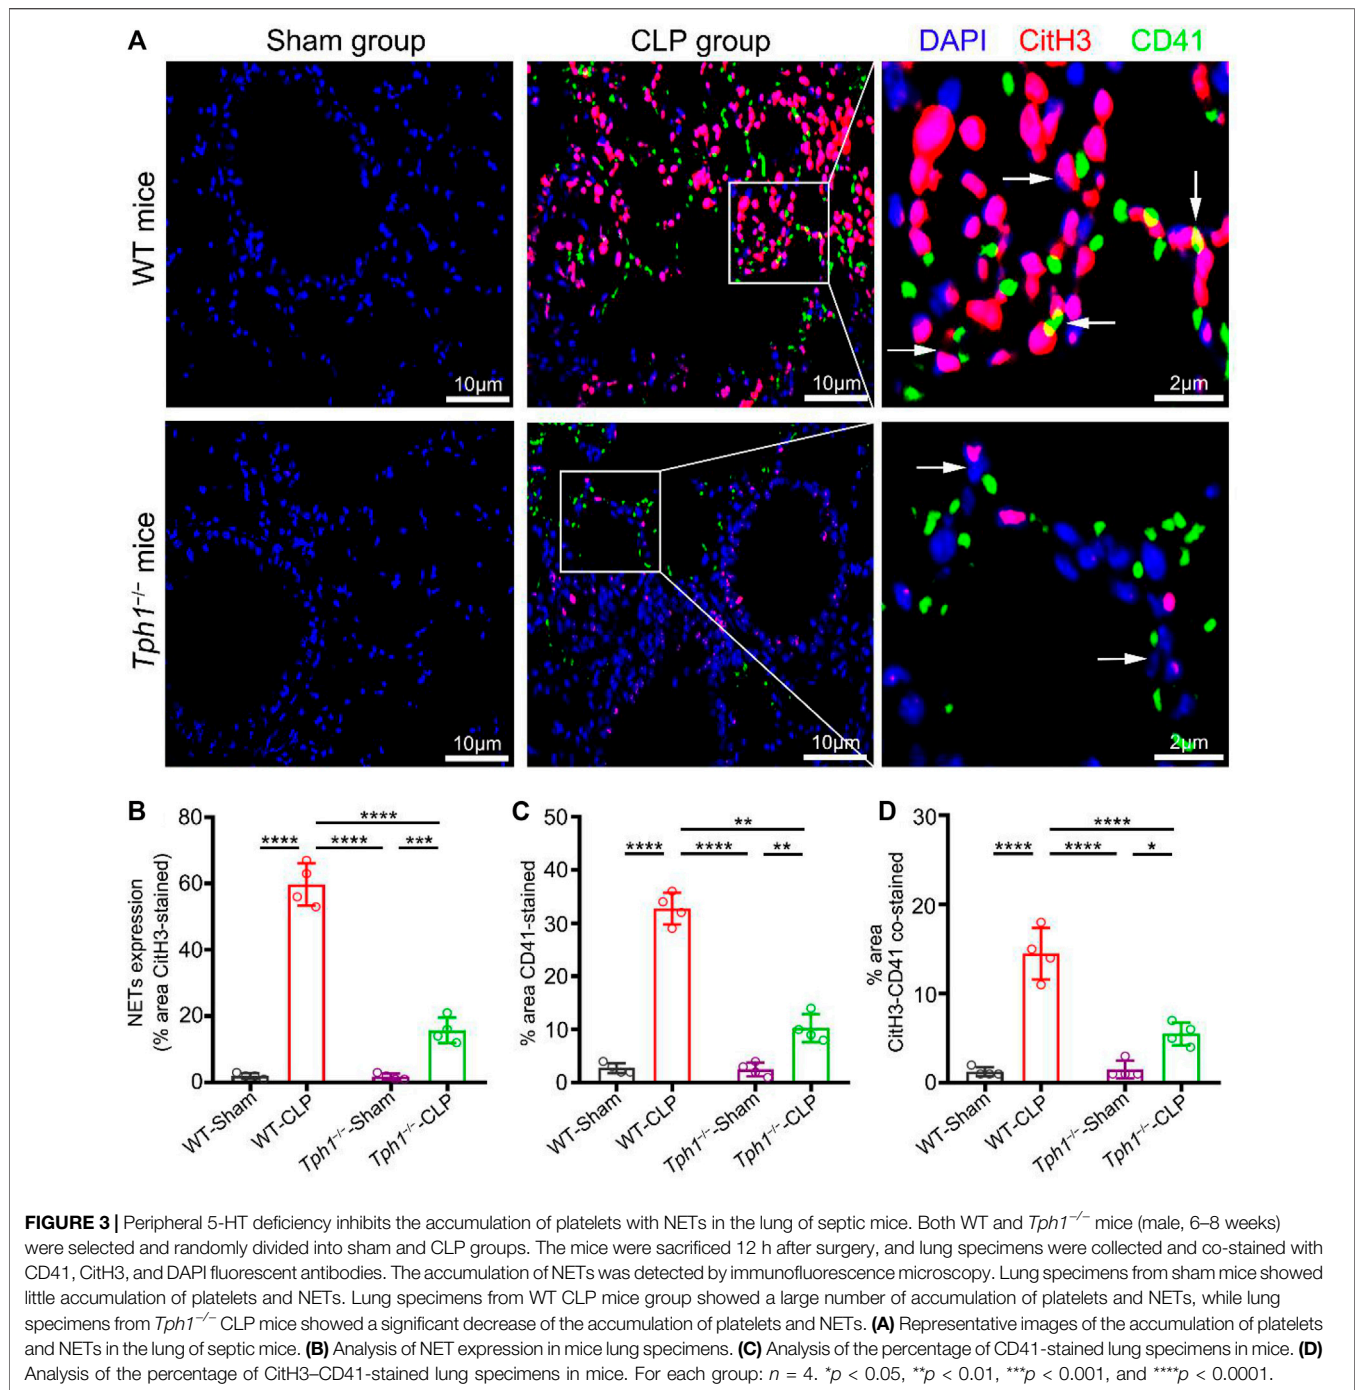 A
Sham group
CLP group
DAPI CitH3 CD41
WT mice
10μm
10μm
2μm
Tph1−/− mice
10μm
10μm
2μm
B
NETs expression
(% area CitH3-stained)
80
60
40
20
0
****
****
****
***
WT-Sham
WT-CLP
Tph1−/−-Sham
Tph1−/−-CLP
C
% area CD41-stained
50
40
30
20
10
0
**
****
****
**
WT-Sham
WT-CLP
Tph1−/−-Sham
Tph1−/−-CLP
D
% area
CitH3-CD41 co-stained
30
20
10
0
****
****
****
*
WT-Sham
WT-CLP
Tph1−/−-Sham
Tph1−/−-CLP
FIGURE 3 | Peripheral 5-HT deficiency inhibits the accumulation of platelets with NETs in the lung of septic mice. Both WT and Tph1−/− mice (male, 6–8 weeks)
were selected and randomly divided into sham and CLP groups. The mice were sacrificed 12 h after surgery, and lung specimens were collected and co-stained with
CD41, CitH3, and DAPI fluorescent antibodies. The accumulation of NETs was detected by immunofluorescence microscopy. Lung specimens from sham mice showed
little accumulation of platelets and NETs. Lung specimens from WT CLP mice group showed a large number of accumulation of platelets and NETs, while lung
specimens from Tph1−/− CLP mice showed a significant decrease of the accumulation of platelets and NETs. (A) Representative images of the accumulation of platelets
and NETs in the lung of septic mice. (B) Analysis of NET expression in mice lung specimens. (C) Analysis of the percentage of CD41-stained lung specimens in mice. (D)
Analysis of the percentage of CitH3–CD41-stained lung specimens in mice. For each group: n = 4. *p < 0.05, **p < 0.01, ***p < 0.001, and ****p < 0.0001.